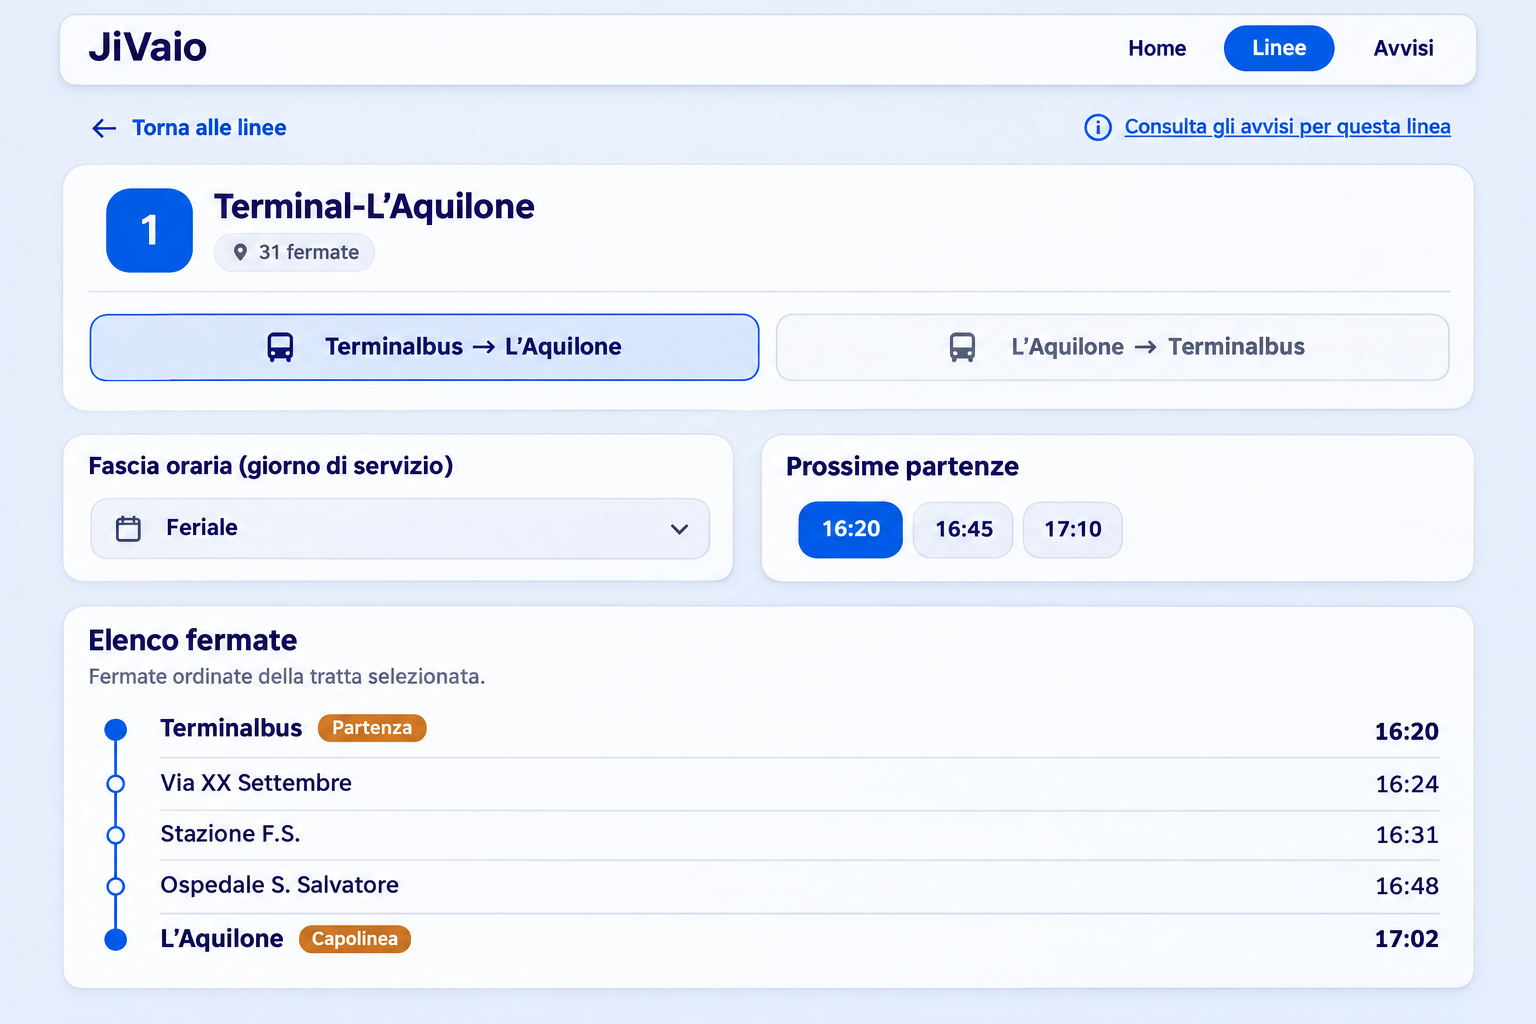 JiVaio
Home
Linee
Avvisi
Torna alle linee
Consulta gli avvisi per questa linea
1
Terminal-L’Aquilone
31 fermate
Terminalbus → L’Aquilone
L’Aquilone → Terminalbus
Fascia oraria (giorno di servizio)
Feriale
Prossime partenze
16:20
16:45
17:10
Elenco fermate
Fermate ordinate della tratta selezionata.
Terminalbus Partenza 16:20
Via XX Settembre 16:24
Stazione F.S. 16:31
Ospedale S. Salvatore 16:48
L’Aquilone Capolinea 17:02